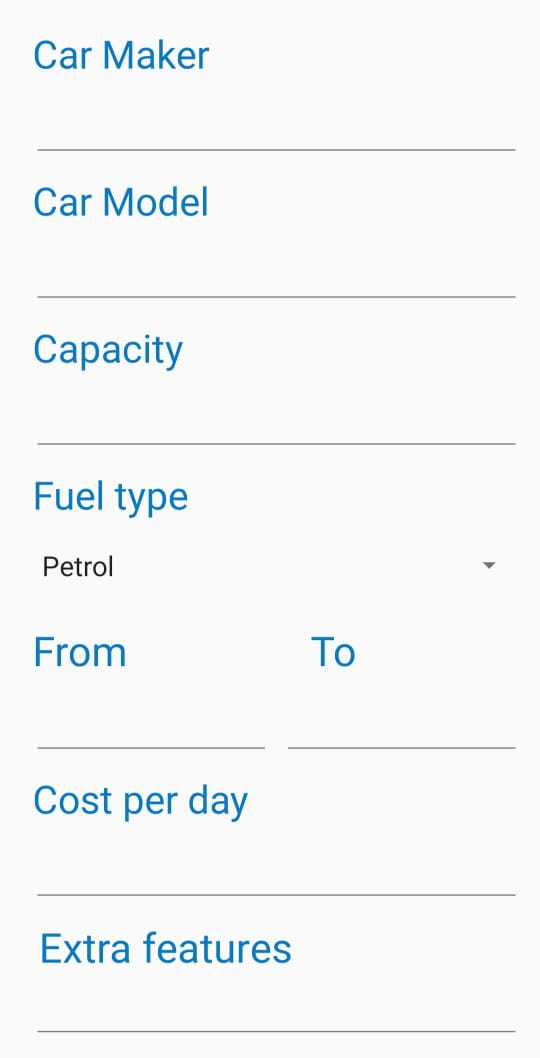 Car Maker
Car Model
Capacity
Fuel type
Petrol
From To
Cost per day
Extra features